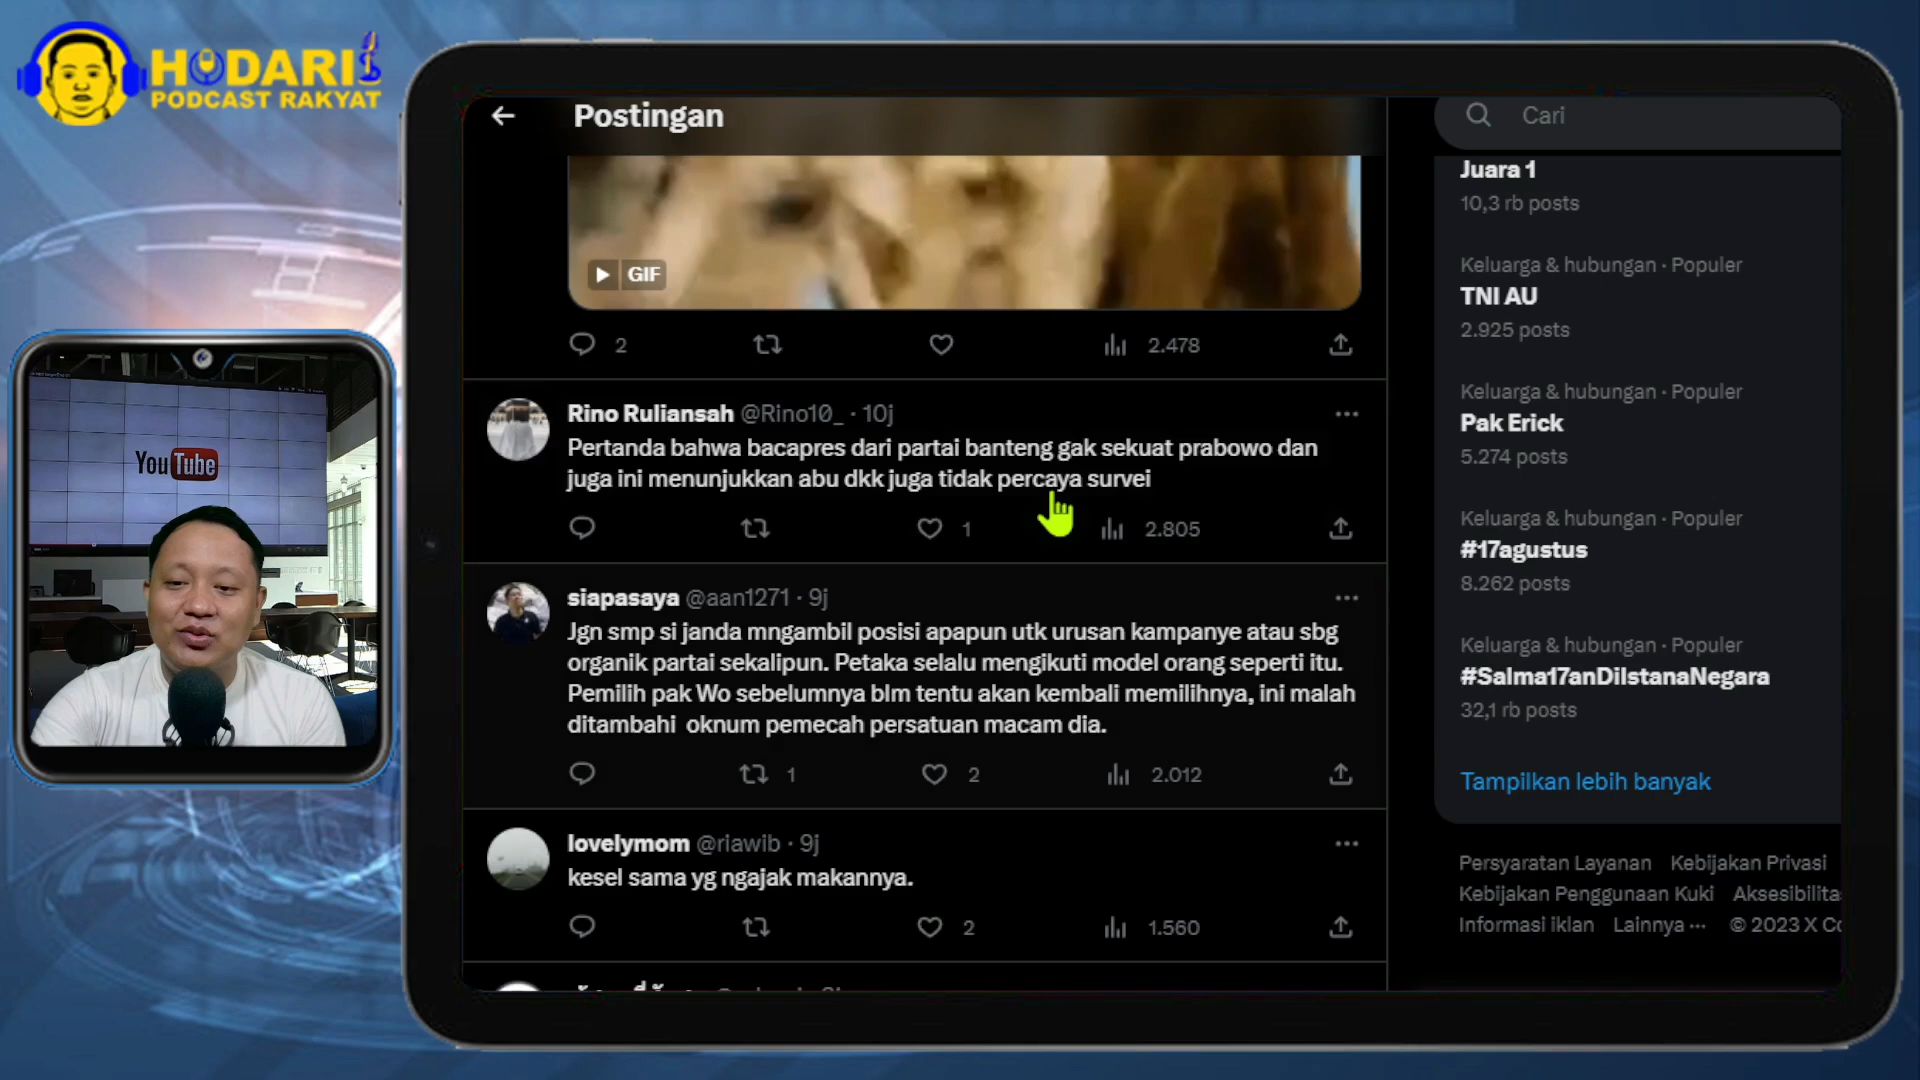 HODARI
PODCAST RAKYAT
YouTube
Postingan
GIF
2
2.478
Rino Ruliansah @Rino10_ · 10j
Pertanda bahwa bacapres dari partai banteng gak sekuat prabowo dan
juga ini menunjukkan abu dkk juga tidak percaya survei
1
2.805
siapasaya @aan1271 · 9j
Jgn smp si janda mngambil posisi apapun utk urusan kampanye atau sbg
organik partai sekalipun. Petaka selalu mengikuti model orang seperti itu.
Pemilih pak Wo sebelumnya blm tentu akan kembali memilihnya, ini malah
ditambahi oknum pemecah persatuan macam dia.
1
2
2.012
lovelymom @riawib · 9j
kesel sama yg ngajak makannya.
2
1.560
Cari
Juara 1
10,3 rb posts
Keluarga & hubungan · Populer
TNI AU
2.925 posts
Keluarga & hubungan · Populer
Pak Erick
5.274 posts
Keluarga & hubungan · Populer
#17agustus
8.262 posts
Keluarga & hubungan · Populer
#Salma17anDiIstanaNegara
32,1 rb posts
Tampilkan lebih banyak
Persyaratan Layanan Kebijakan Privasi
Kebijakan Penggunaan Kuki Aksesibilita
Informasi iklan Lainnya ··· © 2023 X Co